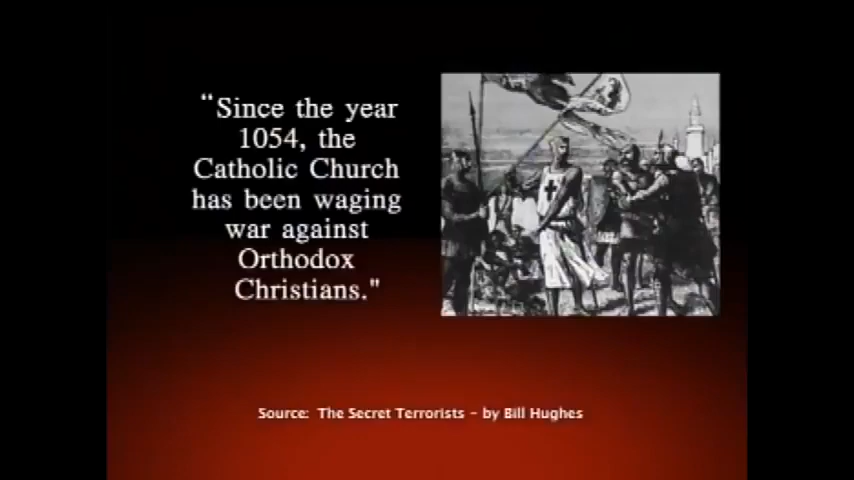 “Since the year
1054, the
Catholic Church
has been waging
war against
Orthodox
Christians."
Source: The Secret Terrorists - by Bill Hughes